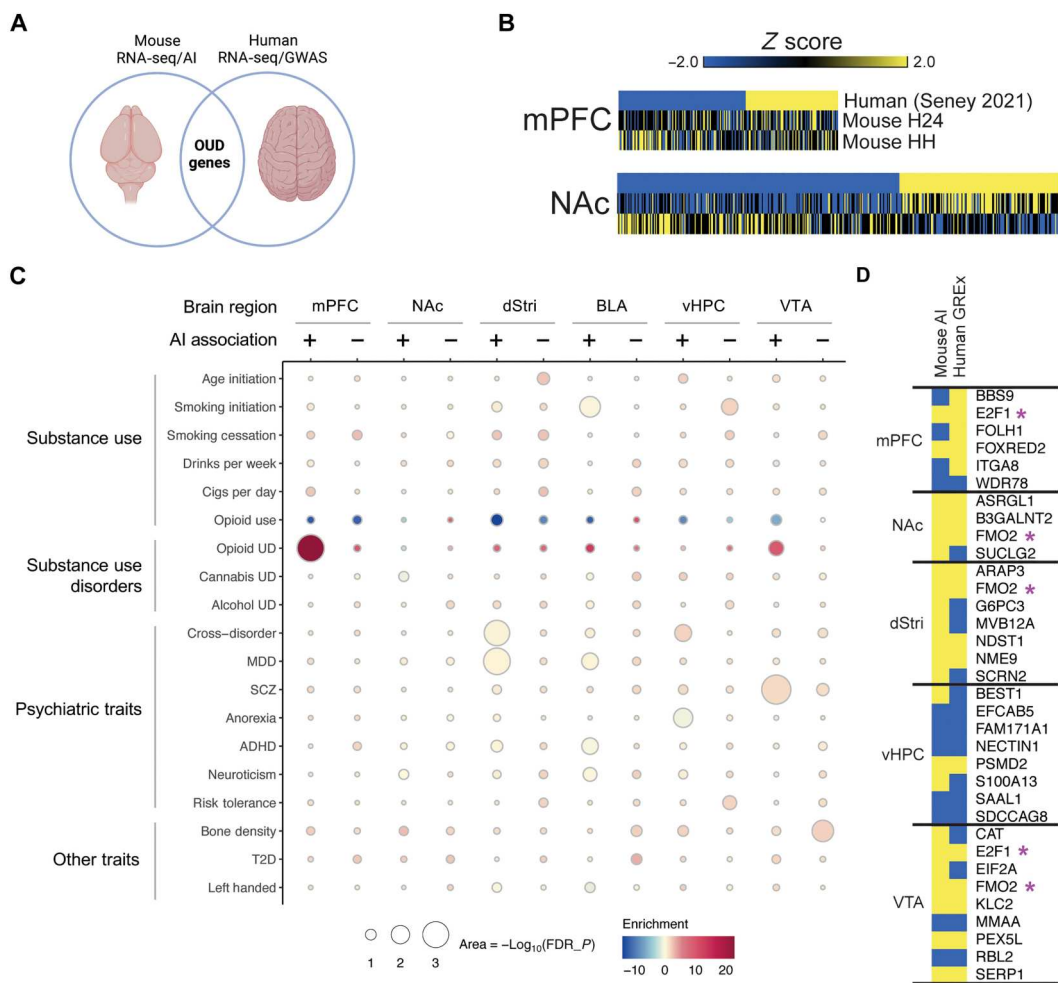 A
Mouse
RNA-seq/AI
Human
RNA-seq/GWAS
OUD
genes
B
Z score
−2.0
2.0
mPFC
Human (Seney 2021)
Mouse H24
Mouse HH
NAc
C
Brain region
mPFC NAc dStri BLA vHPC VTA
AI association
+ − + − + − + − + − + −
Substance use
Age initiation
Smoking initiation
Smoking cessation
Drinks per week
Cigs per day
Opioid use
Substance use
disorders
Opioid UD
Cannabis UD
Alcohol UD
Psychiatric traits
Cross−disorder
MDD
SCZ
Anorexia
ADHD
Neuroticism
Risk tolerance
Other traits
Bone density
T2D
Left handed
1 2 3
Area = −Log10(FDR_P)
Enrichment
−10 0 10 20
D
Mouse AI
Human GREx
mPFC
BBS9
E2F1 *
FOLH1
FOXRED2
ITGA8
WDR78
NAc
ASRGL1
B3GALNT2
FMO2 *
SUCLG2
dStri
ARAP3
FMO2 *
G6PC3
MVB12A
NDST1
NME9
SCRN2
vHPC
BEST1
EFCAB5
FAM171A1
NECTIN1
PSMD2
S100A13
SAAL1
SDCCAG8
VTA
CAT
E2F1 *
EIF2A
FMO2 *
KLC2
MMAA
PEX5L
RBL2
SERP1